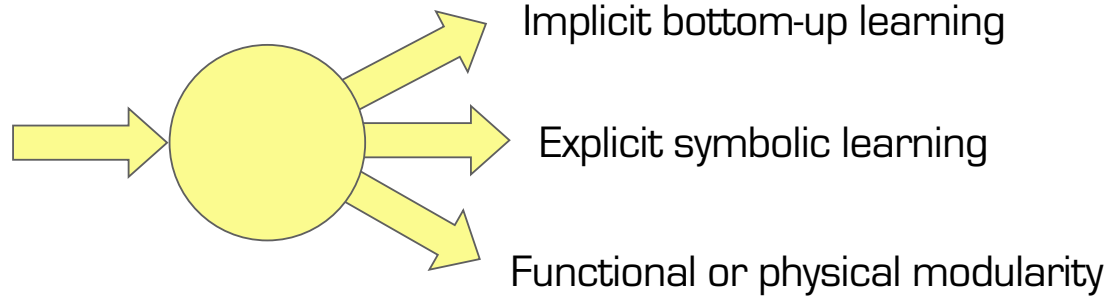 Implicit bottom-up learning
Explicit symbolic learning
Functional or physical modularity